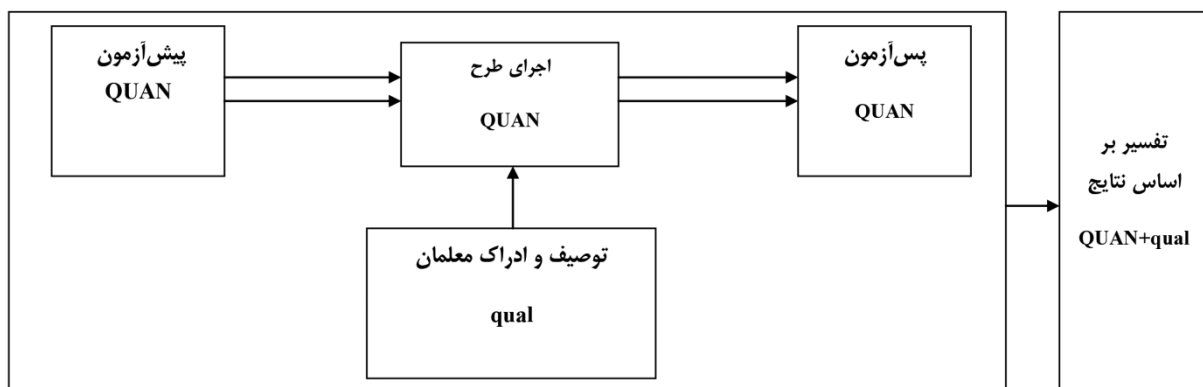 پیش‌آزمون
QUAN
اجرای طرح
QUAN
پس‌آزمون
QUAN
توصیف و ادراک معلمان
qual
تفسیر بر
اساس نتایج
QUAN+qual